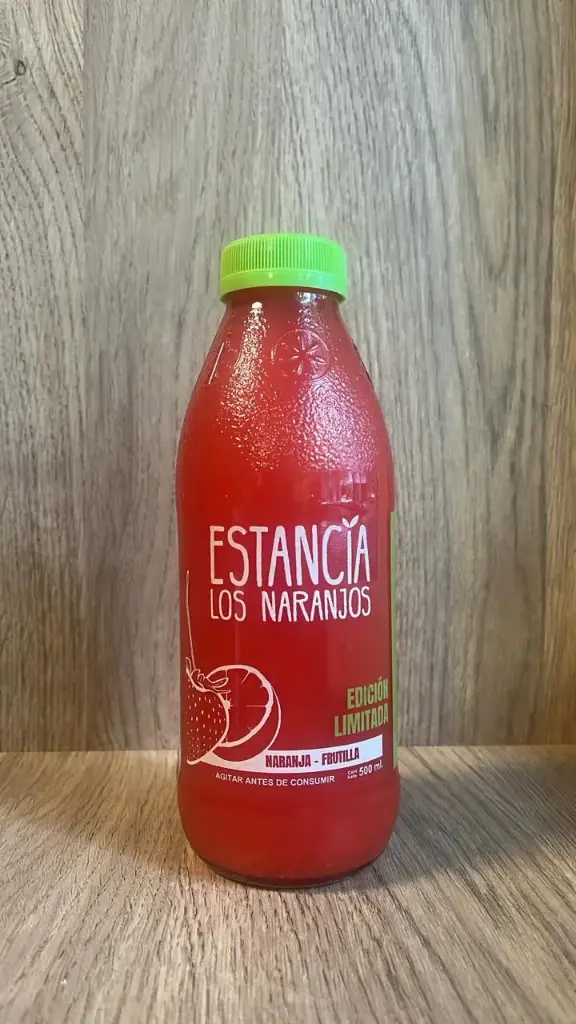 ESTANCIA
LOS NARANJOS
EDICIÓN
LIMITADA
NARANJA - FRUTILLA
AGITAR ANTES DE CONSUMIR
500 ml.